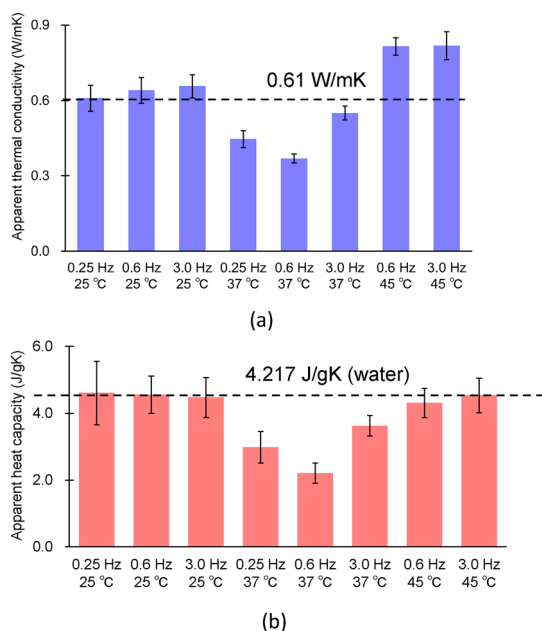 Apparent thermal conductivity (W/mK)
0.9
0.6
0.3
0.0
0.61 W/mK
0.25 Hz 0.6 Hz 3.0 Hz 0.25 Hz 0.6 Hz 3.0 Hz 0.6 Hz 3.0 Hz
25 ℃ 25 ℃ 25 ℃ 37 ℃ 37 ℃ 37 ℃ 45 ℃ 45 ℃
(a)
Apparent heat capacity (J/gK)
6.0
4.0
2.0
0.0
4.217 J/gK (water)
0.25 Hz 0.6 Hz 3.0 Hz 0.25 Hz 0.6 Hz 3.0 Hz 0.6 Hz 3.0 Hz
25 ℃ 25 ℃ 25 ℃ 37 ℃ 37 ℃ 37 ℃ 45 ℃ 45 ℃
(b)